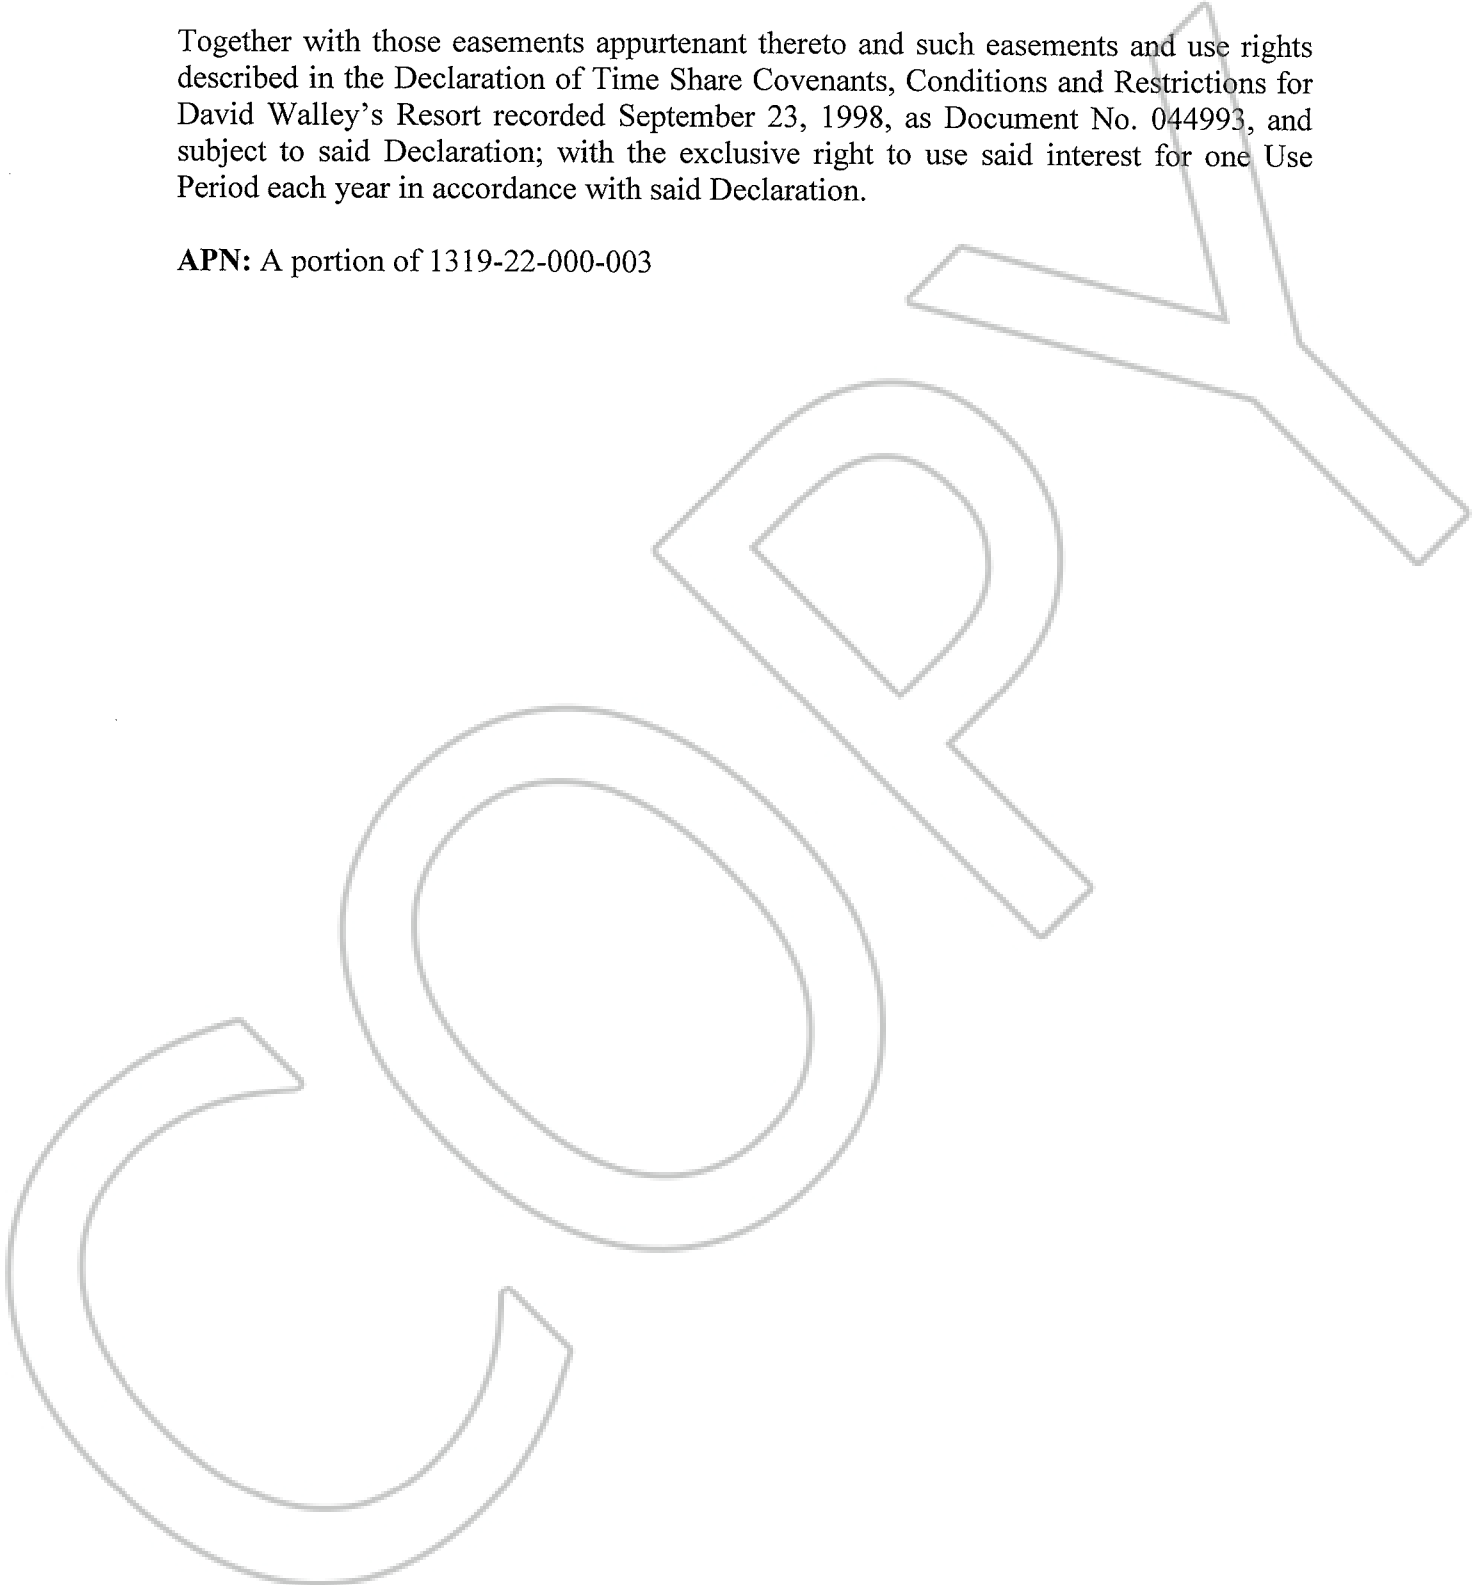 Together with those easements appurtenant thereto and such easements and use rights
described in the Declaration of Time Share Covenants, Conditions and Restrictions for
David Walley’s Resort recorded September 23, 1998, as Document No. 044993, and
subject to said Declaration; with the exclusive right to use said interest for one Use
Period each year in accordance with said Declaration.
APN: A portion of 1319-22-000-003
COPY